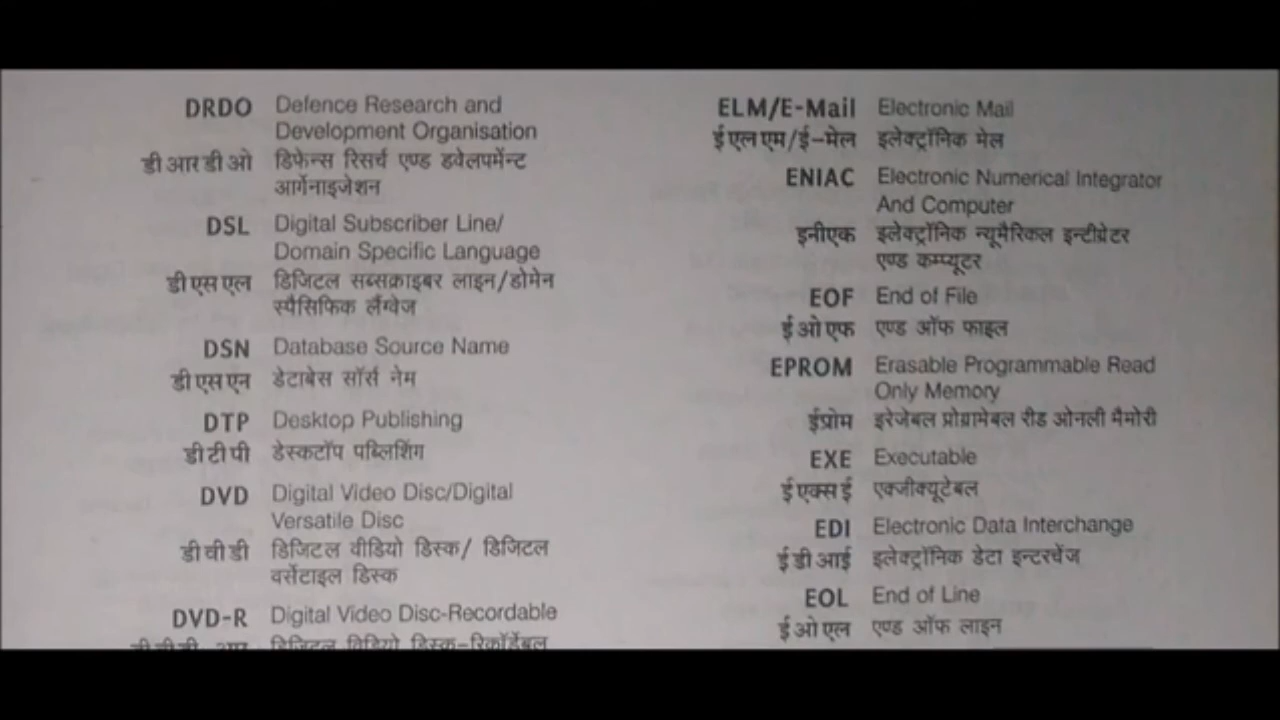 DRDO Defence Research and
Development Organisation
डी आर डी ओ डिफेन्स रिसर्च एण्ड डवेलपमेन्ट
आर्गेनाइजेशन
DSL Digital Subscriber Line/
Domain Specific Language
डी एस एल डिजिटल सब्सक्राइबर लाइन/डोमेन
स्पैसिफिक लैंग्वेज
DSN Database Source Name
डी एस एन डेटाबेस सॉर्स नेम
DTP Desktop Publishing
डी टी पी डेस्कटॉप पब्लिशिंग
DVD Digital Video Disc/Digital
Versatile Disc
डी वी डी डिजिटल वीडियो डिस्क/ डिजिटल
वर्सेटाइल डिस्क
DVD-R Digital Video Disc-Recordable
डी वी डी-आर डिजिटल विडियो डिस्क-रिकॉर्डेबल
ELM/E-Mail Electronic Mail
ई एल एम/ई-मेल इलेक्ट्रॉनिक मेल
ENIAC Electronic Numerical Integrator
And Computer
इनीएक इलेक्ट्रॉनिक न्यूमैरिकल इन्टीग्रेटर
एण्ड कम्प्यूटर
EOF End of File
ई ओ एफ एण्ड ऑफ फाइल
EPROM Erasable Programmable Read
Only Memory
ईप्रोम इरेजेबल प्रोग्रामेबल रीड ओनली मैमोरी
EXE Executable
ई एक्स ई एक्जीक्यूटेबल
EDI Electronic Data Interchange
ई डी आई इलेक्ट्रॉनिक डेटा इन्टरचेंज
EOL End of Line
ई ओ एल एण्ड ऑफ लाइन